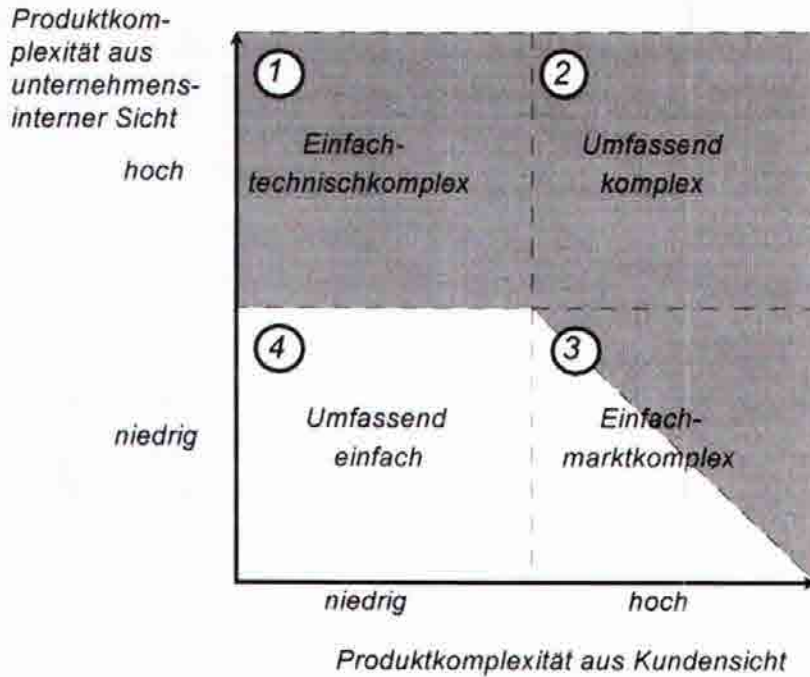 Produktkom-
plexität aus
unternehmens-
interner Sicht
hoch
1
Einfach-
technischkomplex
2
Umfassend
komplex
niedrig
4
Umfassend
einfach
3
Einfach-
marktkomplex
niedrig
hoch
Produktkomplexität aus Kundensicht